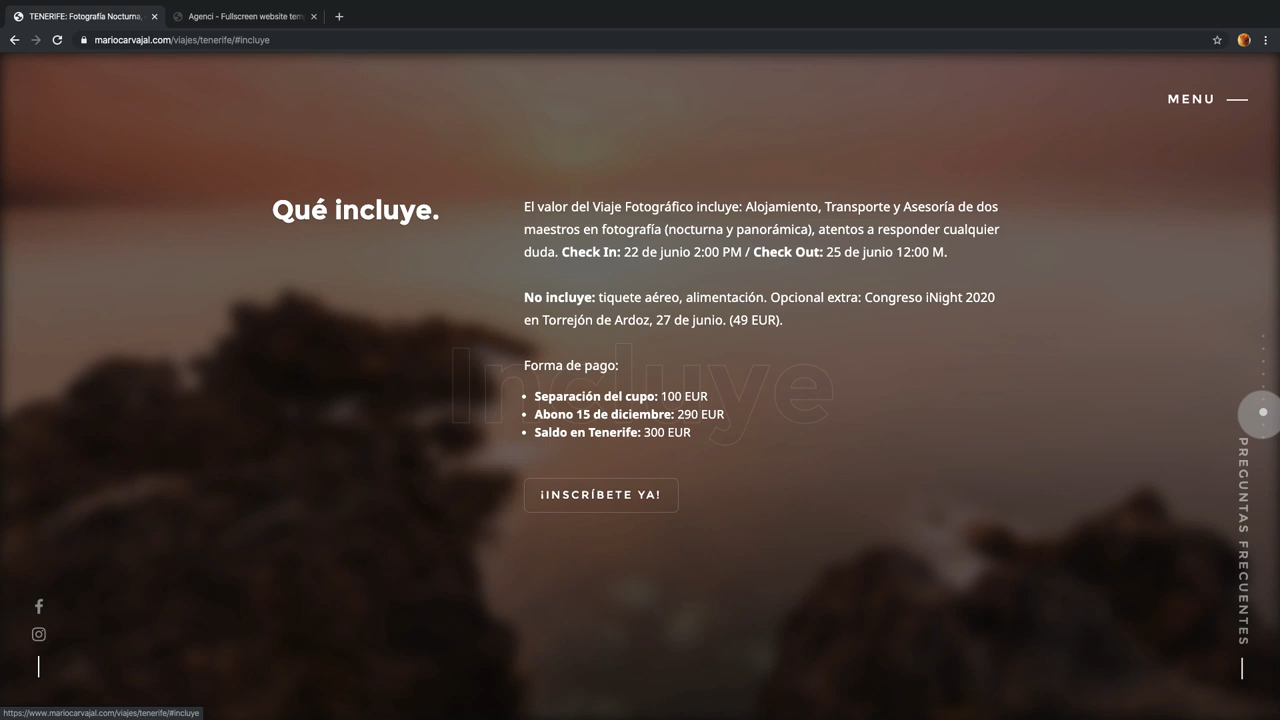 TENERIFE: Fotografía Nocturna,
Agenci - Fullscreen website tem
mariocarvajal.com/viajes/tenerife/#incluye
MENU
Qué incluye.
El valor del Viaje Fotográfico incluye: Alojamiento, Transporte y Asesoría de dos
maestros en fotografía (nocturna y panorámica), atentos a responder cualquier
duda. Check In: 22 de junio 2:00 PM / Check Out: 25 de junio 12:00 M.
No incluye: tiquete aéreo, alimentación. Opcional extra: Congreso iNight 2020
en Torrejón de Ardoz, 27 de junio. (49 EUR).
Incluye
Forma de pago:
• Separación del cupo: 100 EUR
• Abono 15 de diciembre: 290 EUR
• Saldo en Tenerife: 300 EUR
¡INSCRÍBETE YA!
PREGUNTAS FRECUENTES
https://www.mariocarvajal.com/viajes/tenerife/#incluye